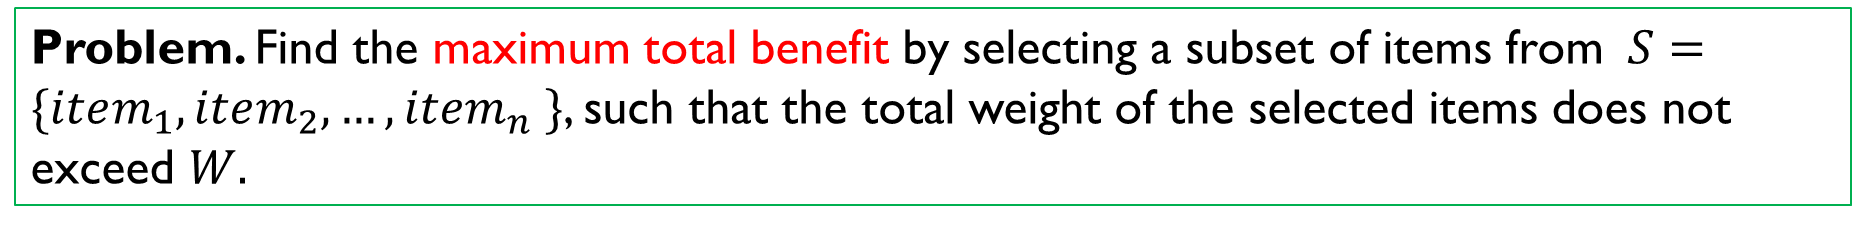 Problem. Find the maximum total benefit by selecting a subset of items from S =
{item₁, item₂, … , itemₙ }, such that the total weight of the selected items does not
exceed W.